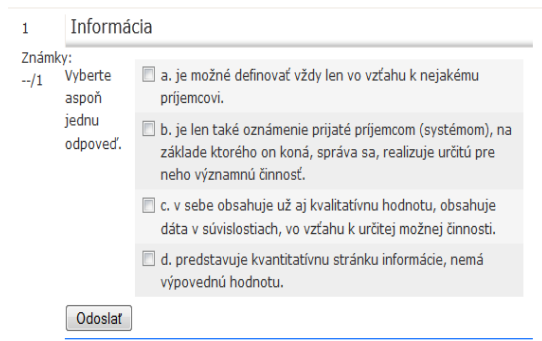 1 Informácia
Známky:
--/1
Vyberte
aspoň
jednu
odpoveď.
a. je možné definovať vždy len vo vzťahu k nejakému
príjemcovi.
b. je len také oznámenie prijaté príjemcom (systémom), na
základe ktorého on koná, správa sa, realizuje určitú pre
neho významnú činnosť.
c. v sebe obsahuje už aj kvalitatívnu hodnotu, obsahuje
dáta v súvislostiach, vo vzťahu k určitej možnej činnosti.
d. predstavuje kvantitatívnu stránku informácie, nemá
výpovednú hodnotu.
Odoslať